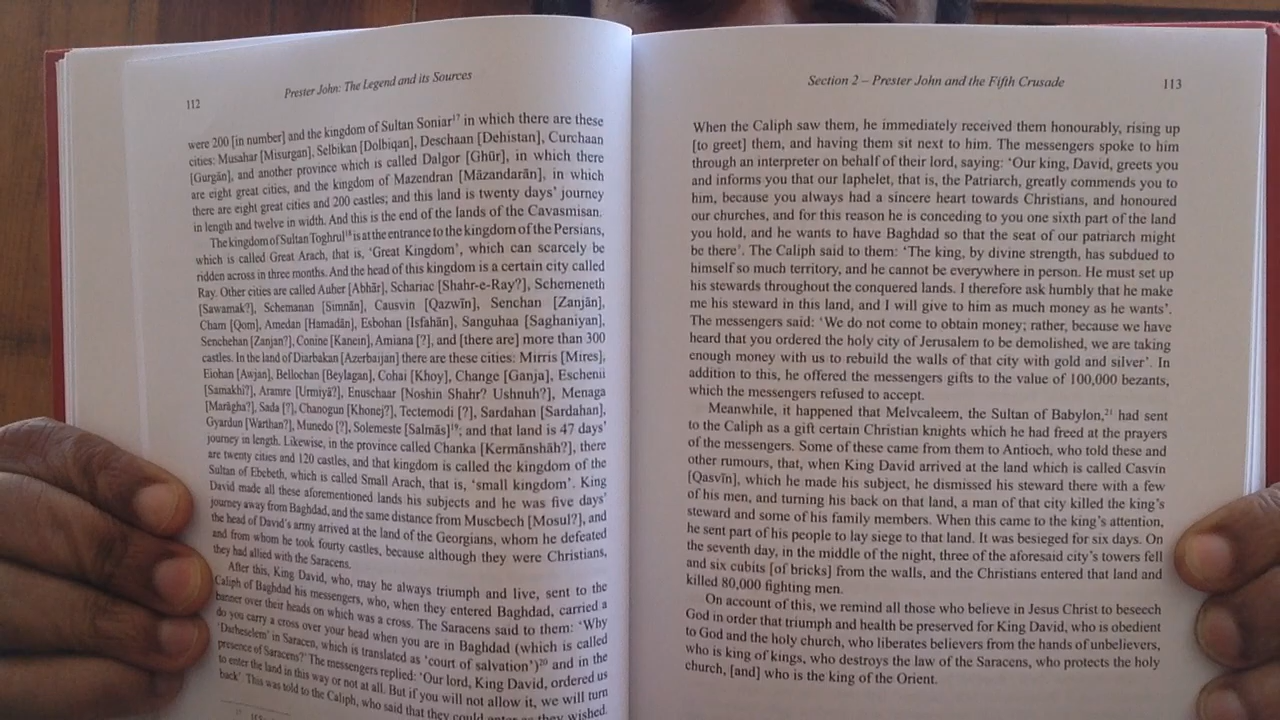 112
Prester John: The Legend and its Sources
were 200 [in number] and the kingdom of Sultan Soniar¹⁷ in which there are these
cities: Musahar [Misurgan], Selbikan [Dolbiqan], Deschaan [Dehistan], Curchaan
[Gurgān], and another province which is called Dalgor [Ghūr], in which there
are eight great cities, and the kingdom of Mazendran [Māzandarān], in which
there are eight great cities and 200 castles; and this land is twenty days' journey
in length and twelve in width. And this is the end of the lands of the Cavasmisan.
The kingdom of Sultan Toghrul¹⁸ is at the entrance to the kingdom of the Persians,
which is called Great Arach, that is, 'Great Kingdom', which can scarcely be
ridden across in three months. And the head of this kingdom is a certain city called
Ray. Other cities are called Auher [Abhār], Schariac [Shahr-e-Ray?], Schemeneth
[Sawamak?], Schemanan [Simnān], Causvin [Qazwīn], Senchan [Zanjān],
Cham [Qom], Amedan [Hamadān], Esbohan [Isfahān], Sanguhaa [Saghaniyan],
Senchehan [Zanjan?], Conine [Kanein], Amiana [?], and [there are] more than 300
castles. In the land of Diarbakan [Azerbaijan] there are these cities: Mirris [Mires],
Eiohan [Awjan], Bellochan [Beylagan], Cohai [Khoy], Change [Ganja], Eschenii
[Samakhi?], Aramre [Urmiyā?], Enuschaar [Noshin Shahr? Ushnuh?], Menaga
[Marāgha?], Sada [?], Chanogun [Khonej?], Tectemodi [?], Sardahan [Sardahan],
Gyardun [Warthan?], Munedo [?], Solemeste [Salmās]¹⁹; and that land is 47 days'
journey in length. Likewise, in the province called Chanka [Kermānshāh?], there
are twenty cities and 120 castles, and that kingdom is called the kingdom of the
Sultan of Ebebeth, which is called Small Arach, that is, 'small kingdom'. King
David made all these aforementioned lands his subjects and he was five days'
journey away from Baghdad, and the same distance from Muscbech [Mosul?], and
the head of David's army arrived at the land of the Georgians, whom he defeated
and from whom he took fourty castles, because although they were Christians,
they had allied with the Saracens.
After this, King David, who, may he always triumph and live, sent to the
Caliph of Baghdad his messengers, who, when they entered Baghdad, carried a
banner over their heads on which was a cross. The Saracens said to them: 'Why
do you carry a cross over your head when you are in Baghdad (which is called
'Darheselem' in Saracen, which is translated as 'court of salvation')²⁰ and in the
presence of Saracens?' The messengers replied: 'Our lord, King David, ordered us
to enter the land in this way or not at all. But if you will not allow it, we will turn
back'. This was told to the Caliph, who said that they could enter as they wished.
Section 2 – Prester John and the Fifth Crusade
113
When the Caliph saw them, he immediately received them honourably, rising up
[to greet] them, and having them sit next to him. The messengers spoke to him
through an interpreter on behalf of their lord, saying: 'Our king, David, greets you
and informs you that our Iaphelet, that is, the Patriarch, greatly commends you to
him, because you always had a sincere heart towards Christians, and honoured
our churches, and for this reason he is conceding to you one sixth part of the land
you hold, and he wants to have Baghdad so that the seat of our patriarch might
be there'. The Caliph said to them: 'The king, by divine strength, has subdued to
himself so much territory, and he cannot be everywhere in person. He must set up
his stewards throughout the conquered lands. I therefore ask humbly that he make
me his steward in this land, and I will give to him as much money as he wants'.
The messengers said: 'We do not come to obtain money; rather, because we have
heard that you ordered the holy city of Jerusalem to be demolished, we are taking
enough money with us to rebuild the walls of that city with gold and silver'. In
addition to this, he offered the messengers gifts to the value of 100,000 bezants,
which the messengers refused to accept.
Meanwhile, it happened that Melvcaleem, the Sultan of Babylon,²¹ had sent
to the Caliph as a gift certain Christian knights which he had freed at the prayers
of the messengers. Some of these came from them to Antioch, who told these and
other rumours, that, when King David arrived at the land which is called Casvin
[Qasvīn], which he made his subject, he dismissed his steward there with a few
of his men, and turning his back on that land, a man of that city killed the king's
steward and some of his family members. When this came to the king's attention,
he sent part of his people to lay siege to that land. It was besieged for six days. On
the seventh day, in the middle of the night, three of the aforesaid city's towers fell
and six cubits [of bricks] from the walls, and the Christians entered that land and
killed 80,000 fighting men.
On account of this, we remind all those who believe in Jesus Christ to beseech
God in order that triumph and health be preserved for King David, who is obedient
to God and the holy church, who liberates believers from the hands of unbelievers,
who is king of kings, who destroys the law of the Saracens, who protects the holy
church, [and] who is the king of the Orient.